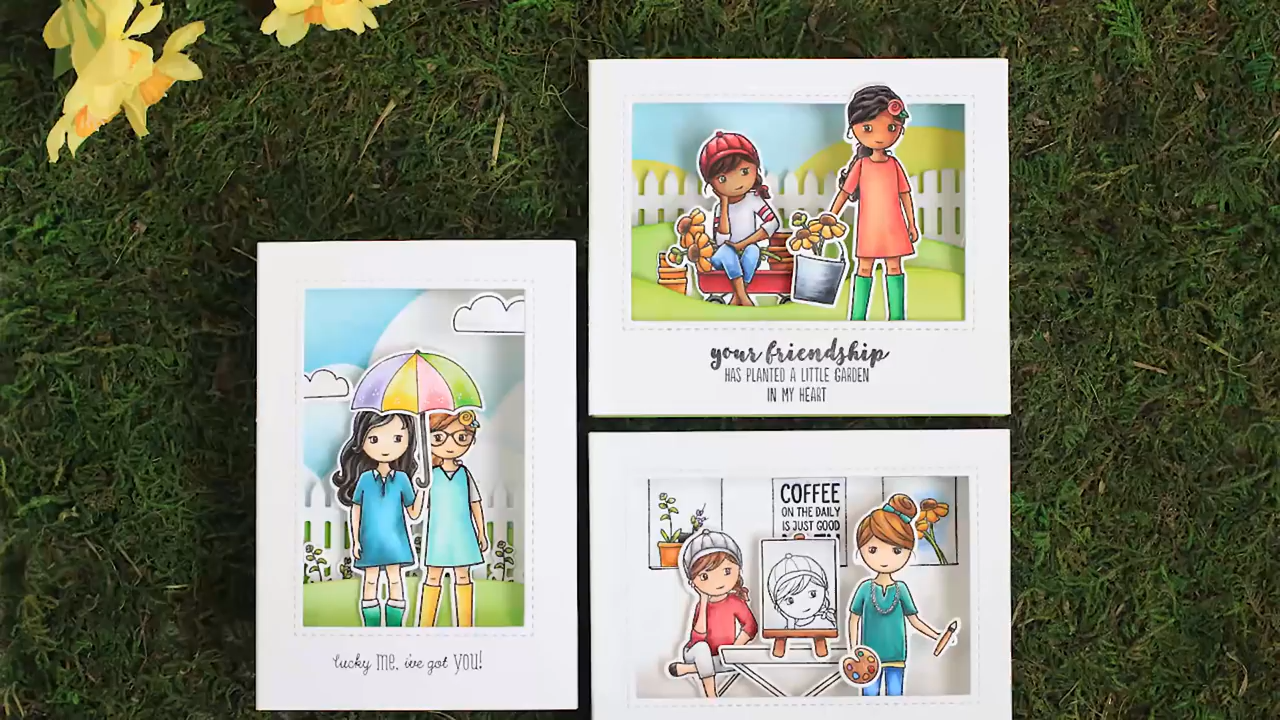 your friendship
HAS PLANTED A LITTLE GARDEN
IN MY HEART
lucky me, i've got you!
COFFEE
ON THE DAILY
IS JUST GOOD